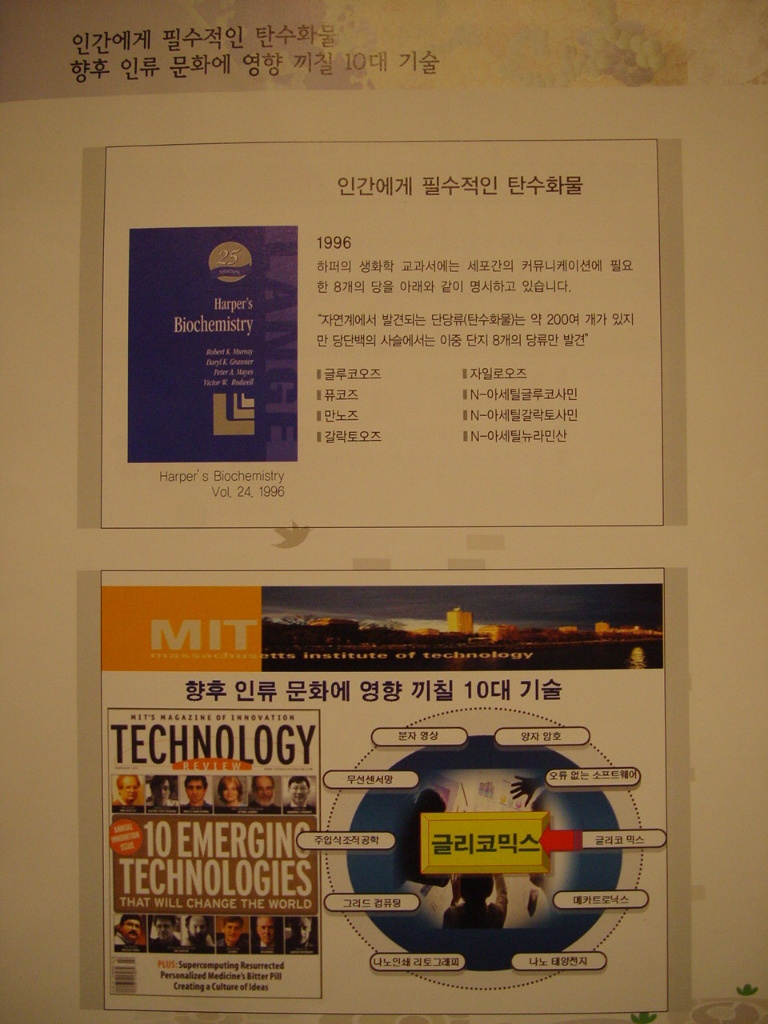 인간에게 필수적인 탄수화물
향후 인류 문화에 영향 끼칠 10대 기술
인간에게 필수적인 탄수화물
25
Harper's
Biochemistry
Robert K. Murray
Daryl K. Granner
Peter A. Mayes
Victor W. Rodwell
LANGE
1996
하퍼의 생화학 교과서에는 세포간의 커뮤니케이션에 필요
한 8개의 당을 아래와 같이 명시하고 있습니다.
"자연계에서 발견되는 단당류(탄수화물)는 약 200여 개가 있지
만 당단백의 사슬에서는 이중 단지 8개의 당류만 발견"
글루코오즈
퓨코즈
만노즈
갈락토오즈
자일로오즈
N-아세틸글루코사민
N-아세틸갈락토사민
N-아세틸뉴라민산
Harper's Biochemistry
Vol. 24, 1996
MIT
massachusetts institute of technology
향후 인류 문화에 영향 끼칠 10대 기술
MIT'S MAGAZINE OF INNOVATION
TECHNOLOGY
REVIEW
ANNUAL
INNOVATION
ISSUE
10 EMERGING
TECHNOLOGIES
THAT WILL CHANGE THE WORLD
PLUS: Supercomputing Resurrected
Personalized Medicine's Bitter Pill
Creating a Culture of Ideas
분자 영상
양자 암호
무선센서망
오류 없는 소프트웨어
주입식조직공학
글리코믹스
글리코 믹스
그리드 컴퓨팅
메카트로닉스
나노인쇄 리토그래피
나노 태양전지